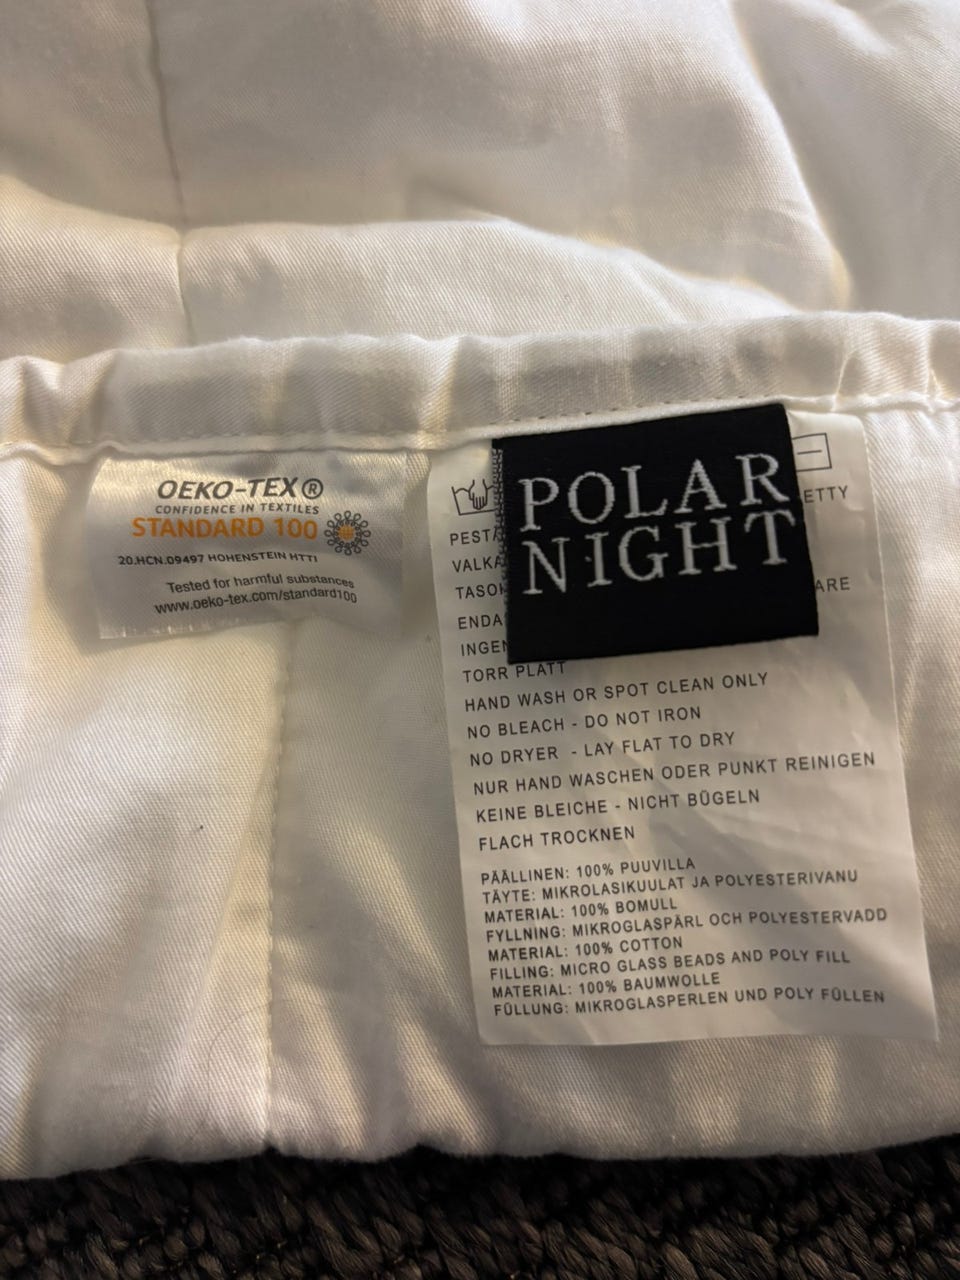 OEKO-TEX®
CONFIDENCE IN TEXTILES
STANDARD 100
20.HCN.09497 HOHENSTEIN HTTI
Tested for harmful substances
www.oeko-tex.com/standard100
POLAR
NIGHT
TORR PLATT
HAND WASH OR SPOT CLEAN ONLY
NO BLEACH - DO NOT IRON
NO DRYER - LAY FLAT TO DRY
NUR HAND WASCHEN ODER PUNKT REINIGEN
KEINE BLEICHE - NICHT BÜGELN
FLACH TROCKNEN
PÄÄLLINEN: 100% PUUVILLA
TÄYTE: MIKROLASIKUULAT JA POLYESTERIVANU
MATERIAL: 100% BOMULL
FYLLNING: MIKROGLASPÄRL OCH POLYESTERVADD
MATERIAL: 100% COTTON
FILLING: MICRO GLASS BEADS AND POLY FILL
MATERIAL: 100% BAUMWOLLE
FÜLLUNG: MIKROGLASPERLEN UND POLY FÜLLEN